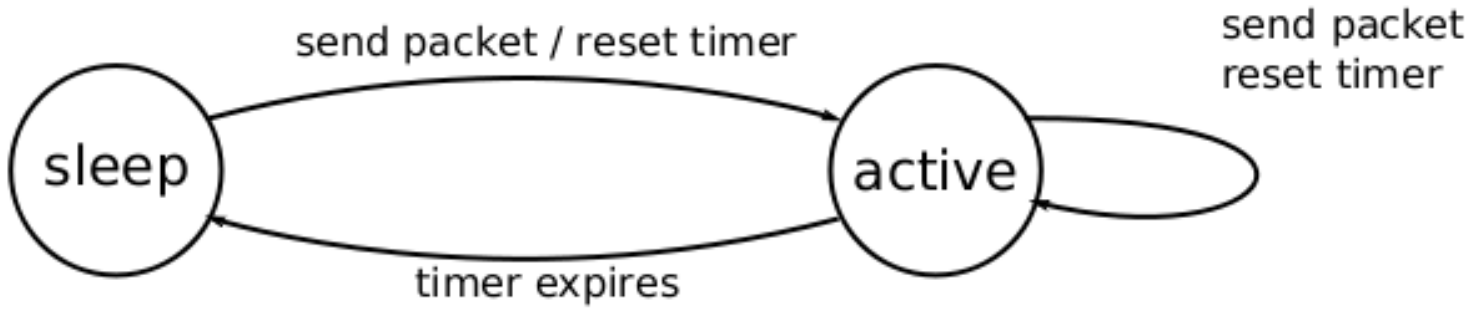 send packet / reset timer
send packet
reset timer
sleep
active
timer expires